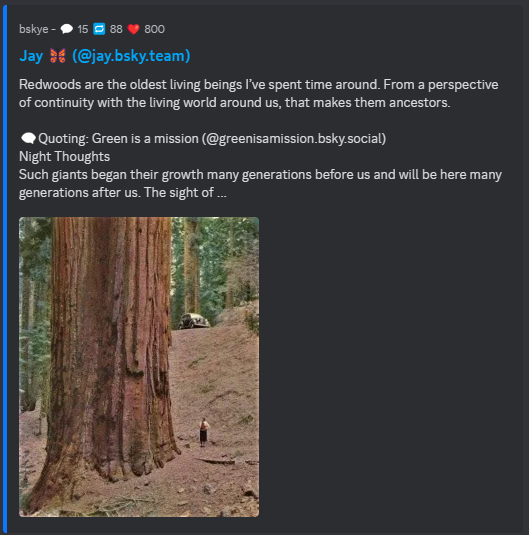 bskye - 💬 15 🔁 88 ❤️ 800
Jay 🦋 (@jay.bsky.team)
Redwoods are the oldest living beings I’ve spent time around. From a perspective
of continuity with the living world around us, that makes them ancestors.
🗨️Quoting: Green is a mission (@greenisamission.bsky.social)
Night Thoughts
Such giants began their growth many generations before us and will be here many
generations after us. The sight of ...